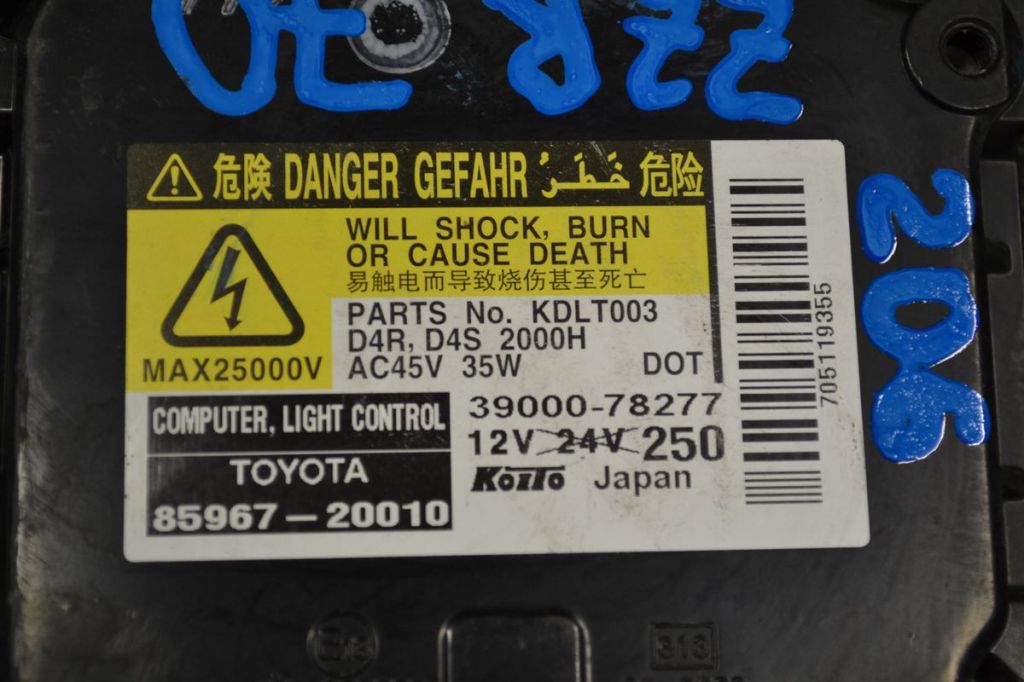 ZZR 30
206
危険 DANGER GEFAHR خَطَرٌ 危险
WILL SHOCK, BURN
OR CAUSE DEATH
易触电而导致烧伤甚至死亡
MAX25000V
PARTS No. KDLT003
D4R, D4S 2000H
AC45V 35W DOT
COMPUTER, LIGHT CONTROL
TOYOTA
85967-20010
39000-78277
12V 24V 250
KOITO Japan
705119355
313